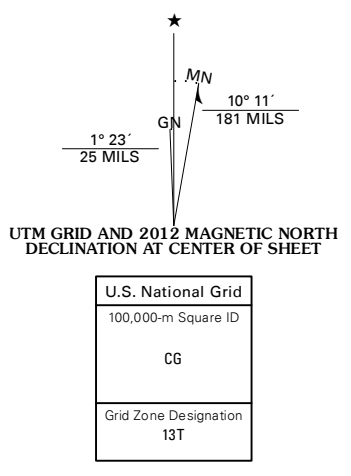 ★
MN
GN
10° 11´
181 MILS
1° 23´
25 MILS
UTM GRID AND 2012 MAGNETIC NORTH
DECLINATION AT CENTER OF SHEET
U.S. National Grid
100,000-m Square ID
CG
Grid Zone Designation
13T